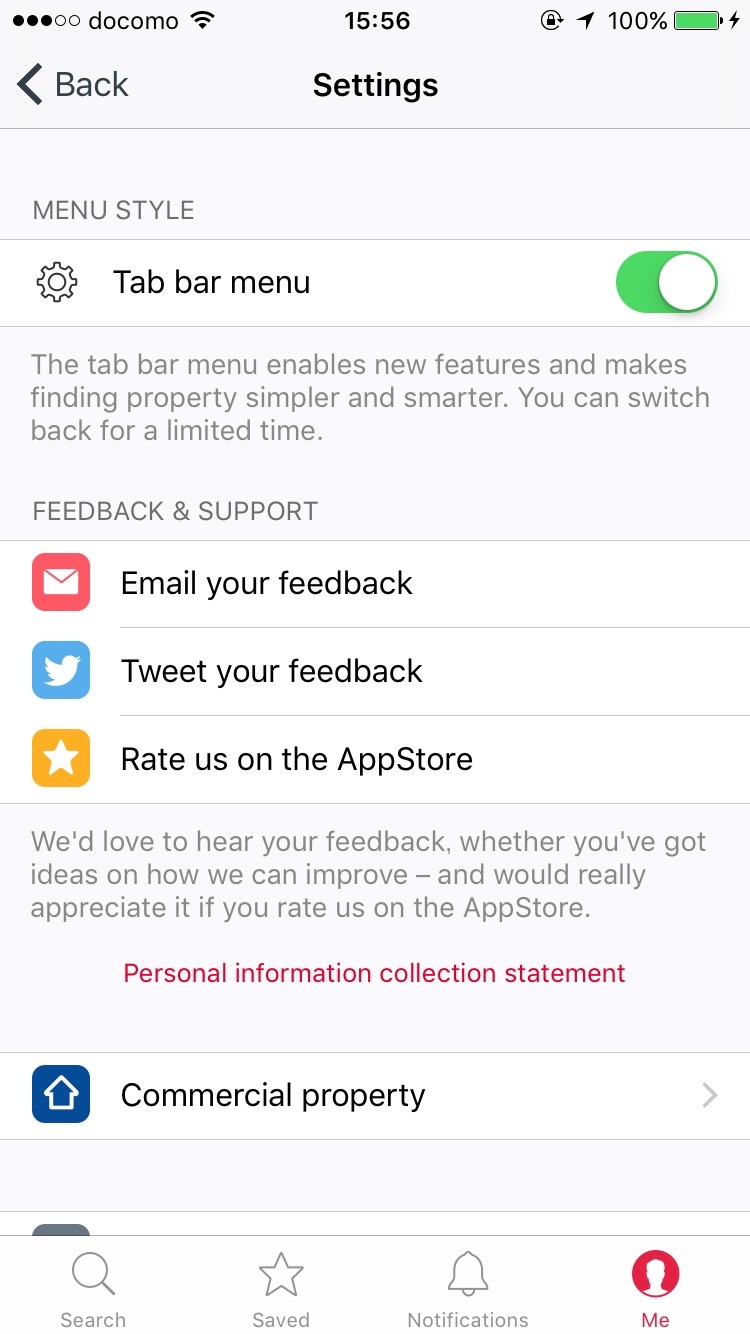 docomo 15:56 100%
Back Settings
MENU STYLE
Tab bar menu
The tab bar menu enables new features and makes
finding property simpler and smarter. You can switch
back for a limited time.
FEEDBACK & SUPPORT
Email your feedback
Tweet your feedback
Rate us on the AppStore
We'd love to hear your feedback, whether you've got
ideas on how we can improve – and would really
appreciate it if you rate us on the AppStore.
Personal information collection statement
Commercial property
Search Saved Notifications Me